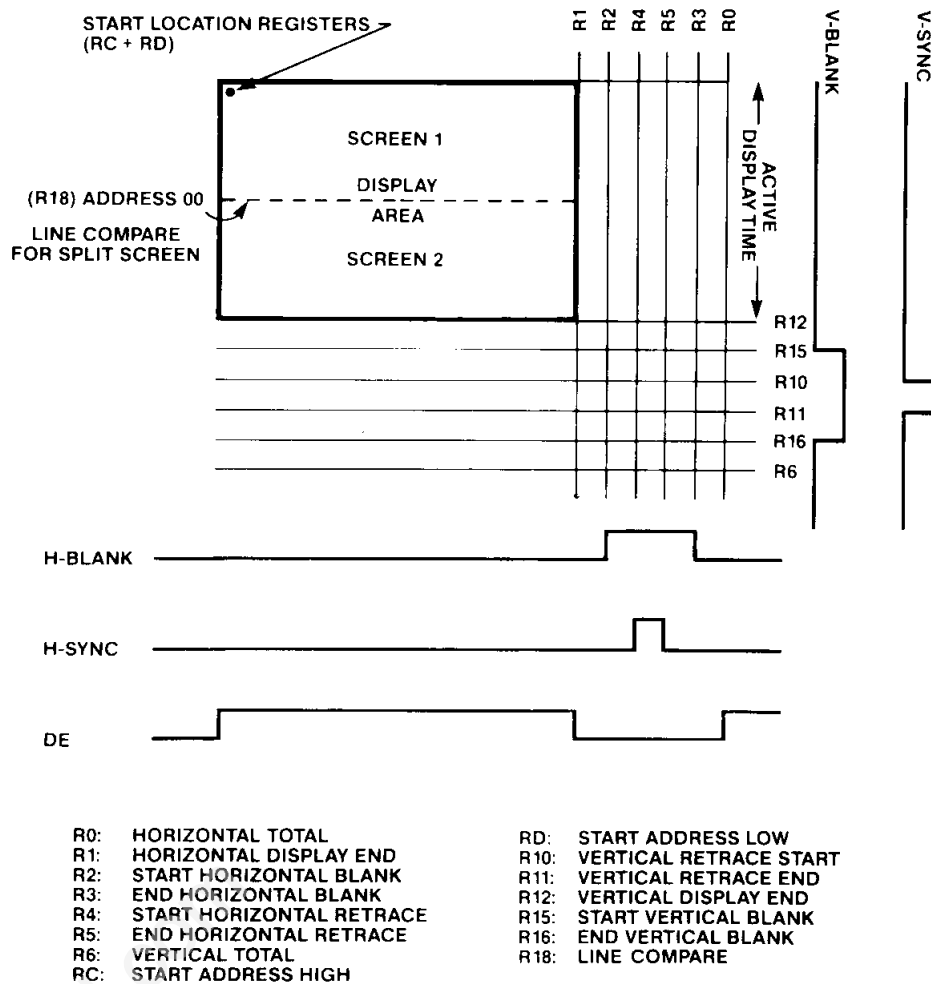 START LOCATION REGISTERS
(RC + RD)
R1
R2
R4
R5
R3
R0
V-BLANK
V-SYNC
SCREEN 1
DISPLAY
AREA
SCREEN 2
(R18) ADDRESS 00
LINE COMPARE
FOR SPLIT SCREEN
ACTIVE
DISPLAY TIME
R12
R15
R10
R11
R16
R6
H-BLANK
H-SYNC
DE
R0: HORIZONTAL TOTAL
R1: HORIZONTAL DISPLAY END
R2: START HORIZONTAL BLANK
R3: END HORIZONTAL BLANK
R4: START HORIZONTAL RETRACE
R5: END HORIZONTAL RETRACE
R6: VERTICAL TOTAL
RC: START ADDRESS HIGH
RD: START ADDRESS LOW
R10: VERTICAL RETRACE START
R11: VERTICAL RETRACE END
R12: VERTICAL DISPLAY END
R15: START VERTICAL BLANK
R16: END VERTICAL BLANK
R18: LINE COMPARE